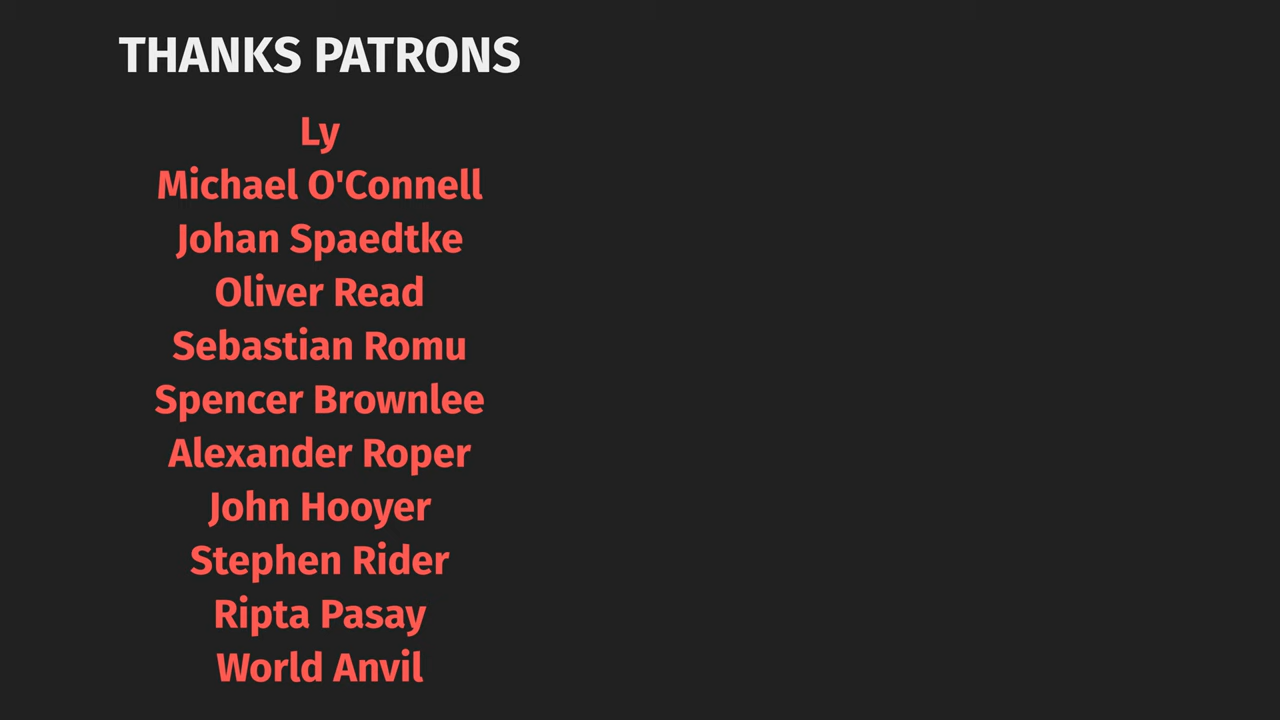 THANKS PATRONS
Ly
Michael O'Connell
Johan Spaedtke
Oliver Read
Sebastian Romu
Spencer Brownlee
Alexander Roper
John Hooyer
Stephen Rider
Ripta Pasay
World Anvil